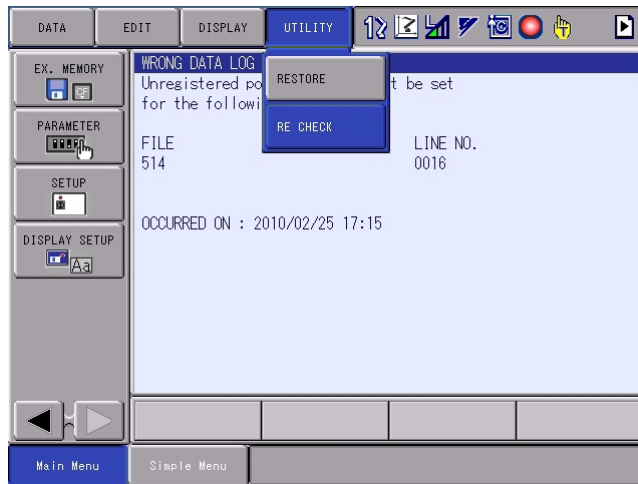 DATA
EDIT
DISPLAY
UTILITY
EX. MEMORY
CF
PARAMETER
SETUP
DISPLAY SETUP
Aa
WRONG DATA LOG
Unregistered po
t be set
for the followi
RESTORE
RE CHECK
FILE
LINE NO.
514
0016
OCCURRED ON : 2010/02/25 17:15
Main Menu
Simple Menu